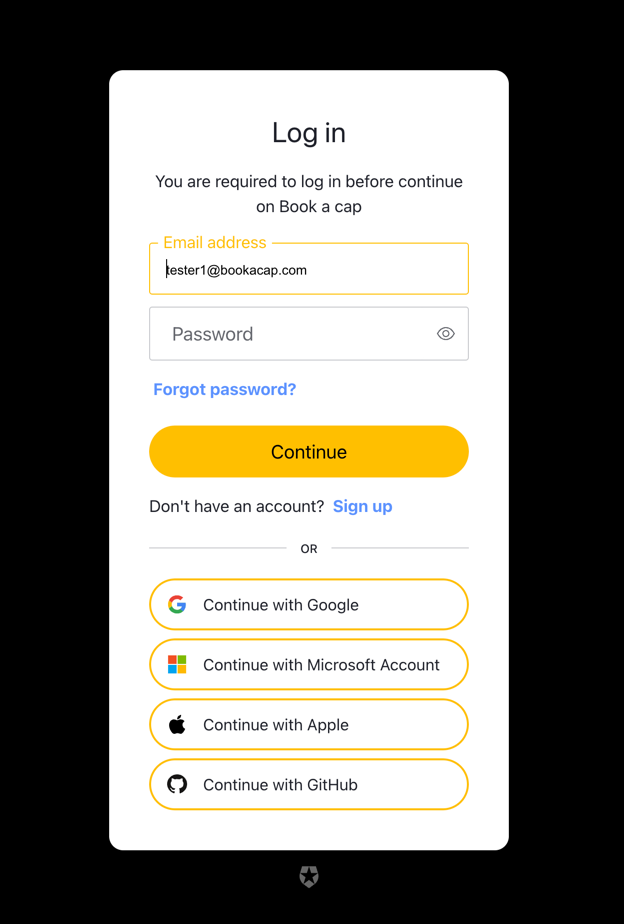 Log in
You are required to log in before continue
on Book a cap
Email address
tester1@bookacap.com
Password
Forgot password?
Continue
Don't have an account? Sign up
OR
Continue with Google
Continue with Microsoft Account
Continue with Apple
Continue with GitHub